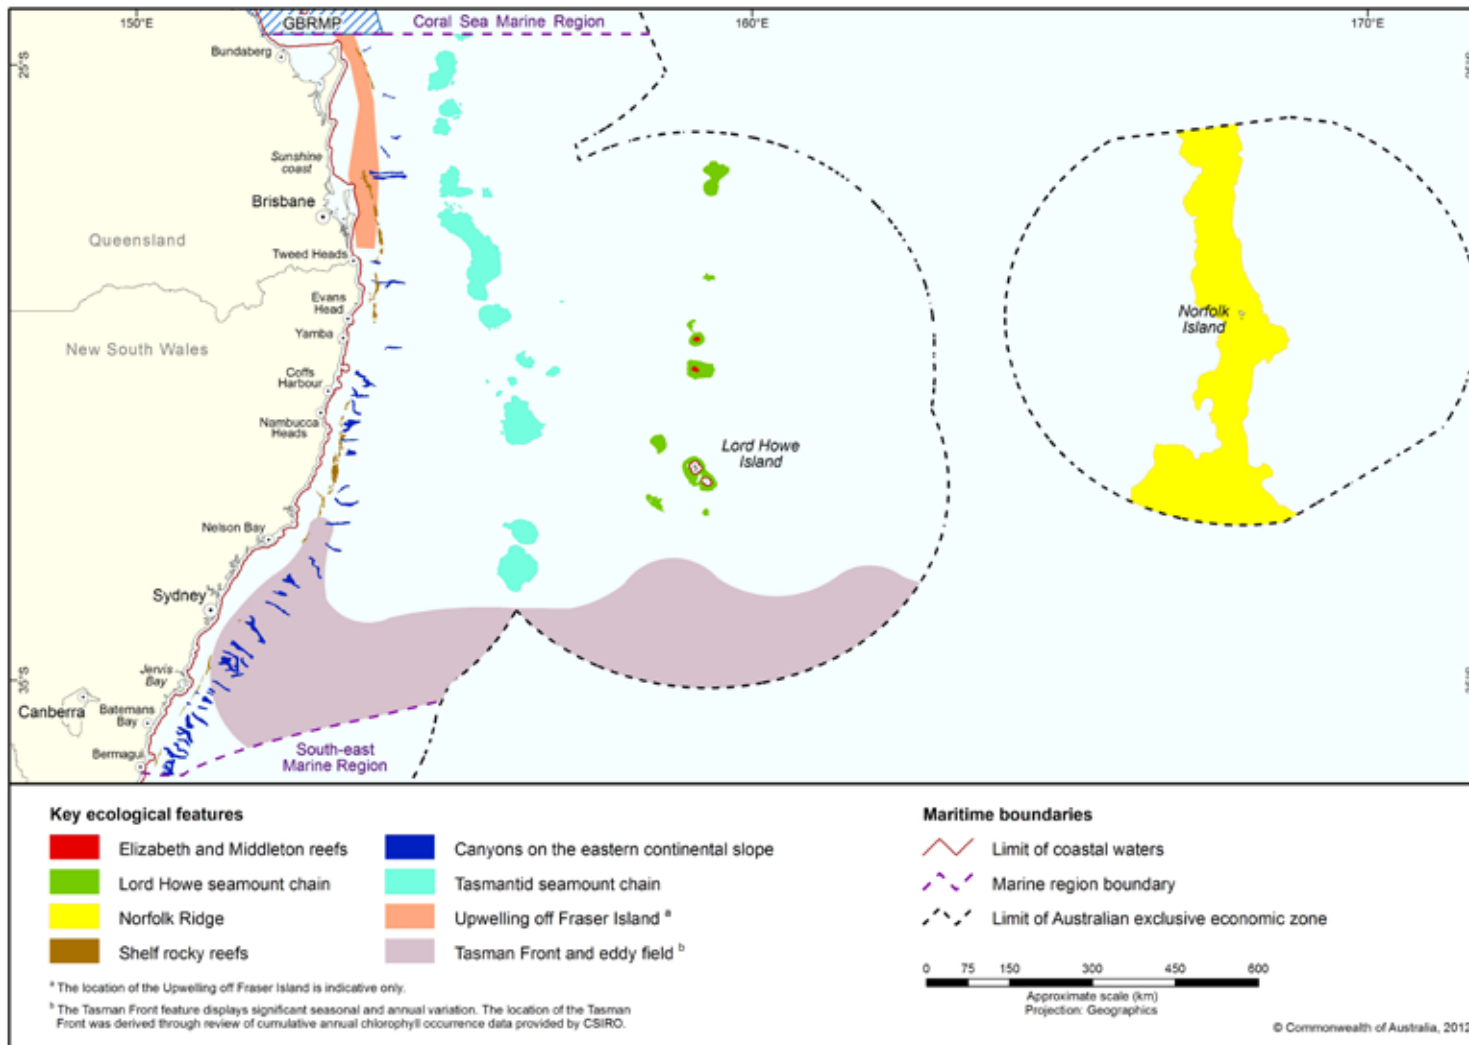 150°E
160°E
170°E
GBRMP
Coral Sea Marine Region
Bundaberg
25°S
Sunshine
coast
Brisbane
Queensland
Tweed Heads
Evans
Head
Norfolk
Island
Yamba
New South Wales
Coffs
Harbour
Nambucca
Heads
Lord Howe
Island
Nelson Bay
Sydney
Jervis
Bay
35°S
Canberra
Batemans
Bay
Bermagui
South-east
Marine Region
Key ecological features
Elizabeth and Middleton reefs
Lord Howe seamount chain
Norfolk Ridge
Shelf rocky reefs
Canyons on the eastern continental slope
Tasmantid seamount chain
Upwelling off Fraser Island a
Tasman Front and eddy field b
a The location of the Upwelling off Fraser Island is indicative only.
b The Tasman Front feature displays significant seasonal and annual variation. The location of the Tasman
Front was derived through review of cumulative annual chlorophyll occurrence data provided by CSIRO.
Maritime boundaries
Limit of coastal waters
Marine region boundary
Limit of Australian exclusive economic zone
0 75 150 300 450 600
Approximate scale (km)
Projection: Geographics
© Commonwealth of Australia, 2012